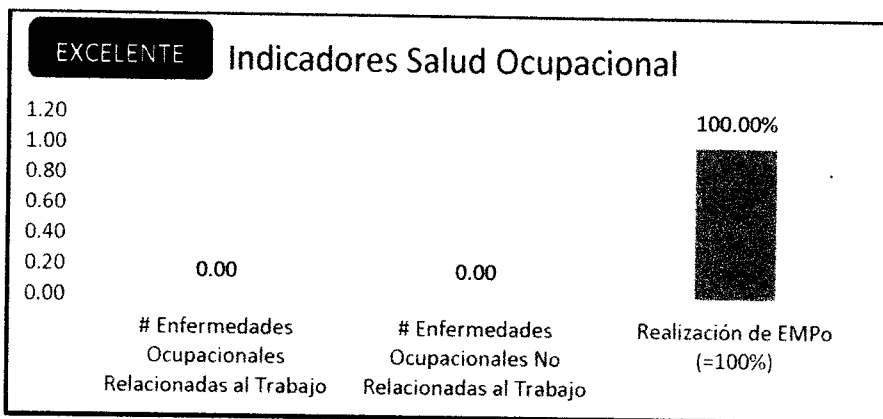 EXCELENTE
Indicadores Salud Ocupacional
1.20
1.00
0.80
0.60
0.40
0.20
0.00
0.00
0.00
100.00%
# Enfermedades
Ocupacionales
Relacionadas al Trabajo
# Enfermedades
Ocupacionales No
Relacionadas al Trabajo
Realización de EMPo
(=100%)